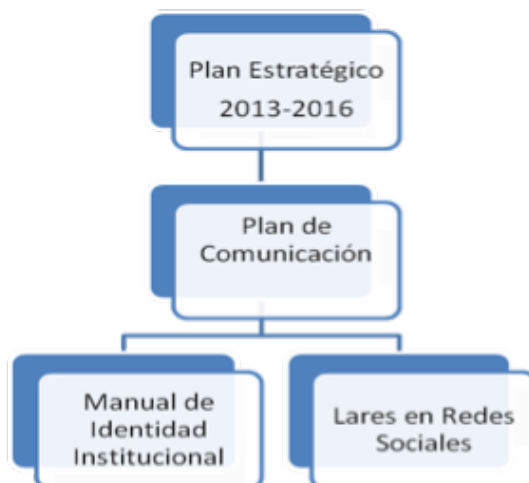 Plan Estratégico
2013-2016
Plan de
Comunicación
Manual de
Identidad
Institucional
Lares en Redes
Sociales